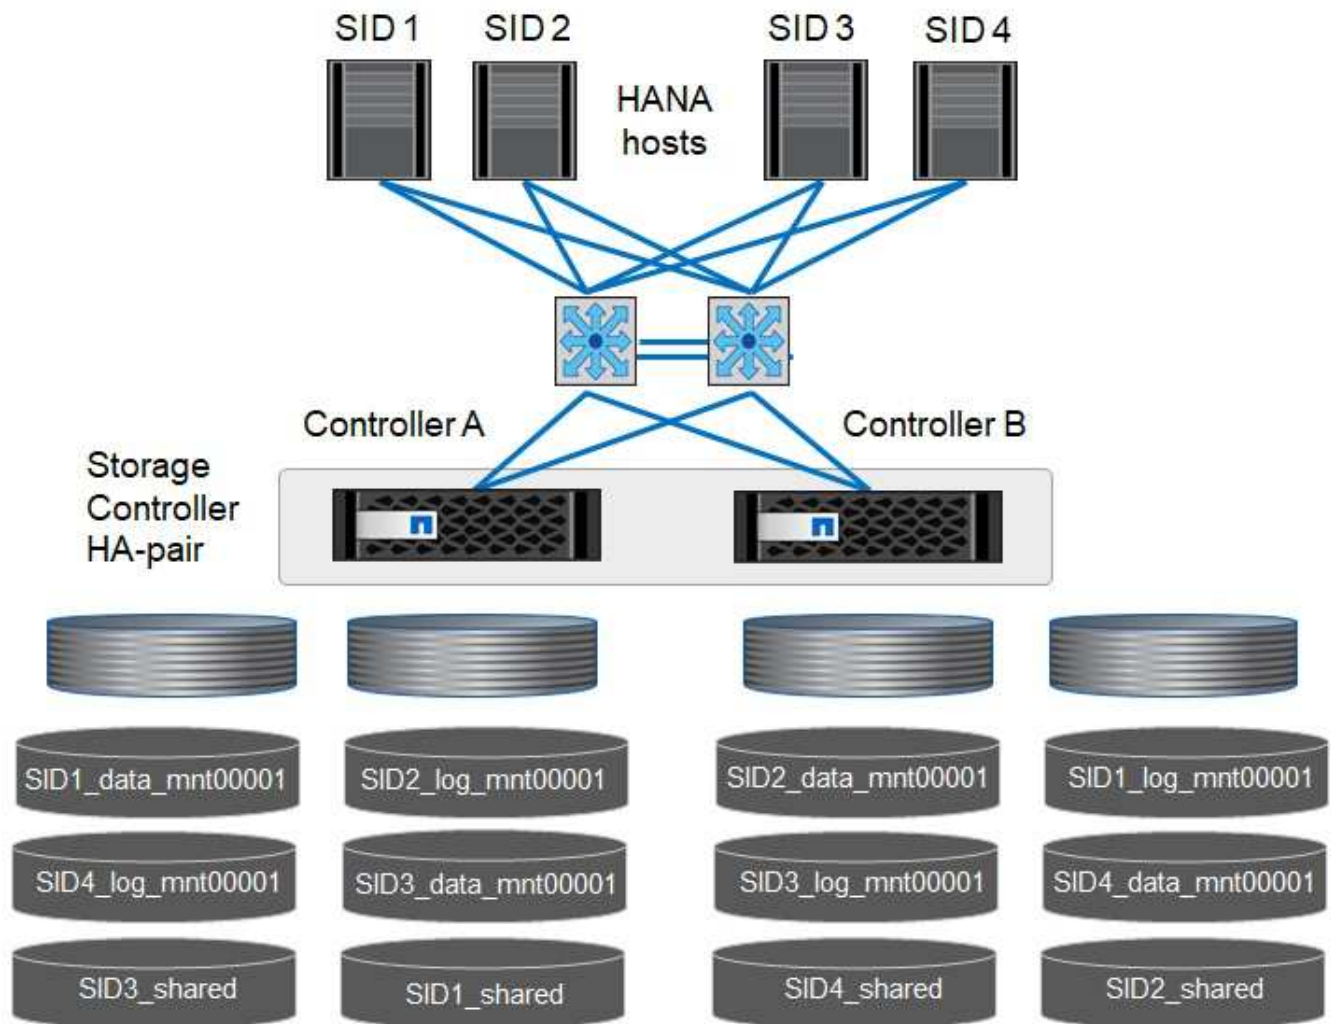 SID 1
SID 2
SID 3
SID 4
HANA
hosts
Controller A
Controller B
Storage
Controller
HA-pair
SID1_data_mnt00001
SID2_log_mnt00001
SID2_data_mnt00001
SID1_log_mnt00001
SID4_log_mnt00001
SID3_data_mnt00001
SID3_log_mnt00001
SID4_data_mnt00001
SID3_shared
SID1_shared
SID4_shared
SID2_shared